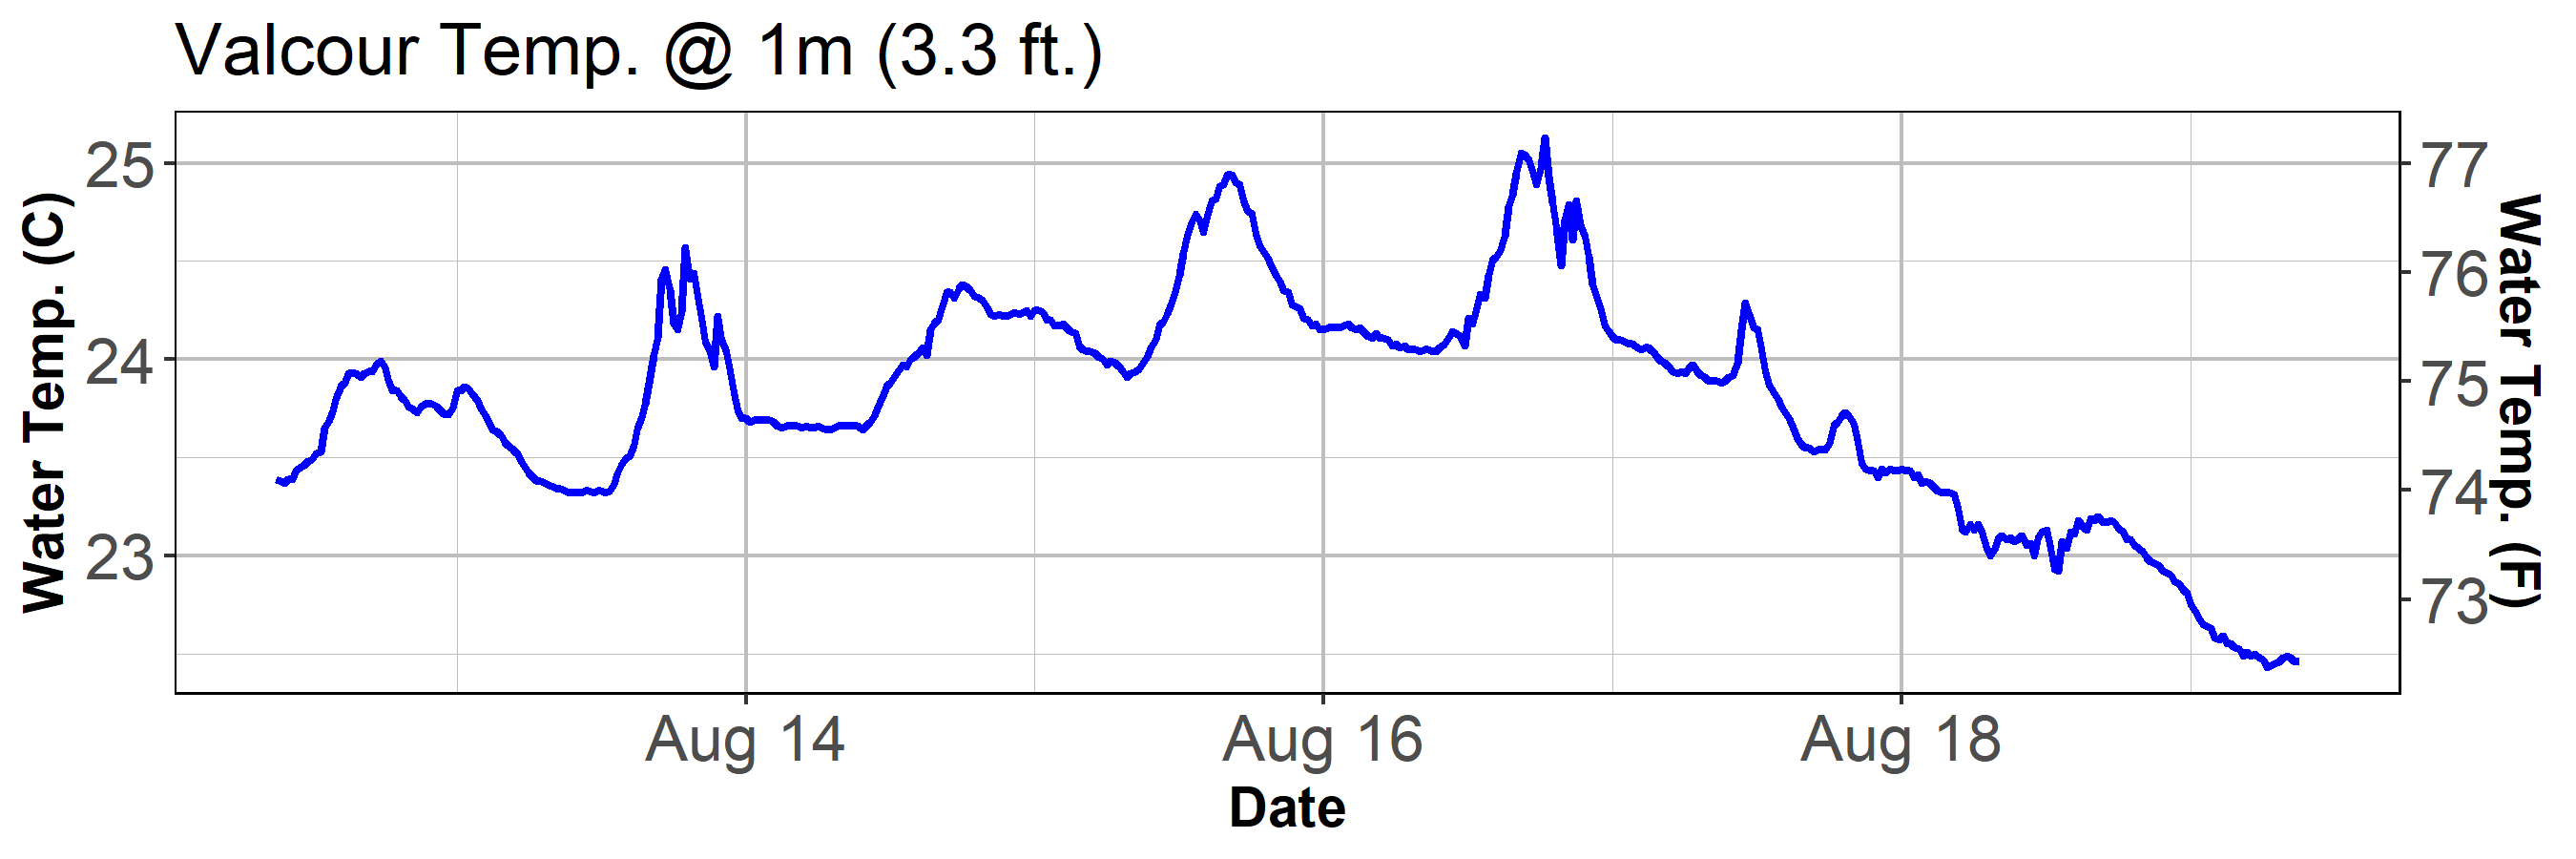 Valcour Temp. @ 1m (3.3 ft.)
Water Temp. (C)
25
24
23
77
76
75
74
73
Water Temp. (F)
Aug 14
Aug 16
Aug 18
Date